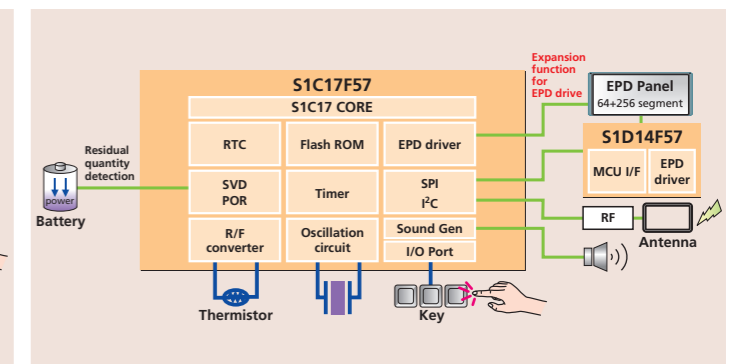 S1C17F57
S1C17 CORE
RTC
Flash ROM
EPD driver
SVD
POR
Timer
SPI
I²C
R/F
converter
Oscillation
circuit
Sound Gen
I/O Port
Residual
quantity
detection
power
Battery
Thermistor
Key
Expansion
function
for
EPD drive
EPD Panel
64+256 segment
S1D14F57
MCU I/F
EPD
driver
RF
Antenna